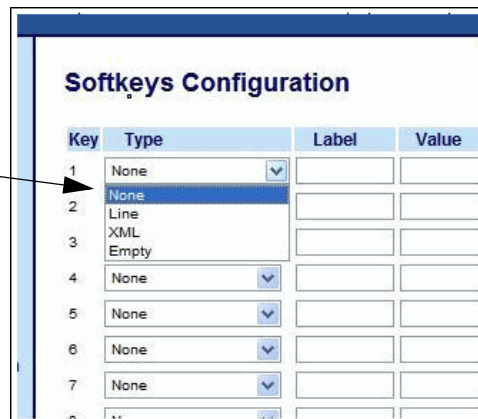 Softkeys Configuration
Key Type Label Value
1 None
None
Line
XML
Empty
2
3
4 None
5 None
6 None
7 None